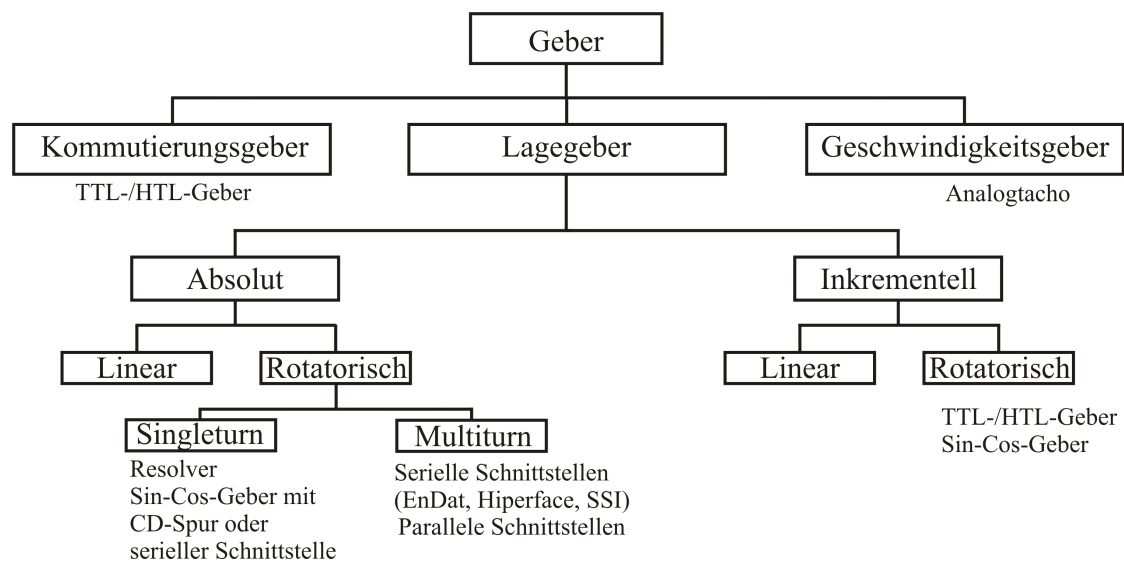 Geber
Kommutierungsgeber
Lagegeber
Geschwindigkeitsgeber
TTL-/HTL-Geber
Analogtacho
Absolut
Inkrementell
Linear
Rotatorisch
Linear
Rotatorisch
Singleturn
Multiturn
Resolver
Sin-Cos-Geber mit
CD-Spur oder
serieller Schnittstelle
Serielle Schnittstellen
(EnDat, Hiperface, SSI)
Parallele Schnittstellen
TTL-/HTL-Geber
Sin-Cos-Geber